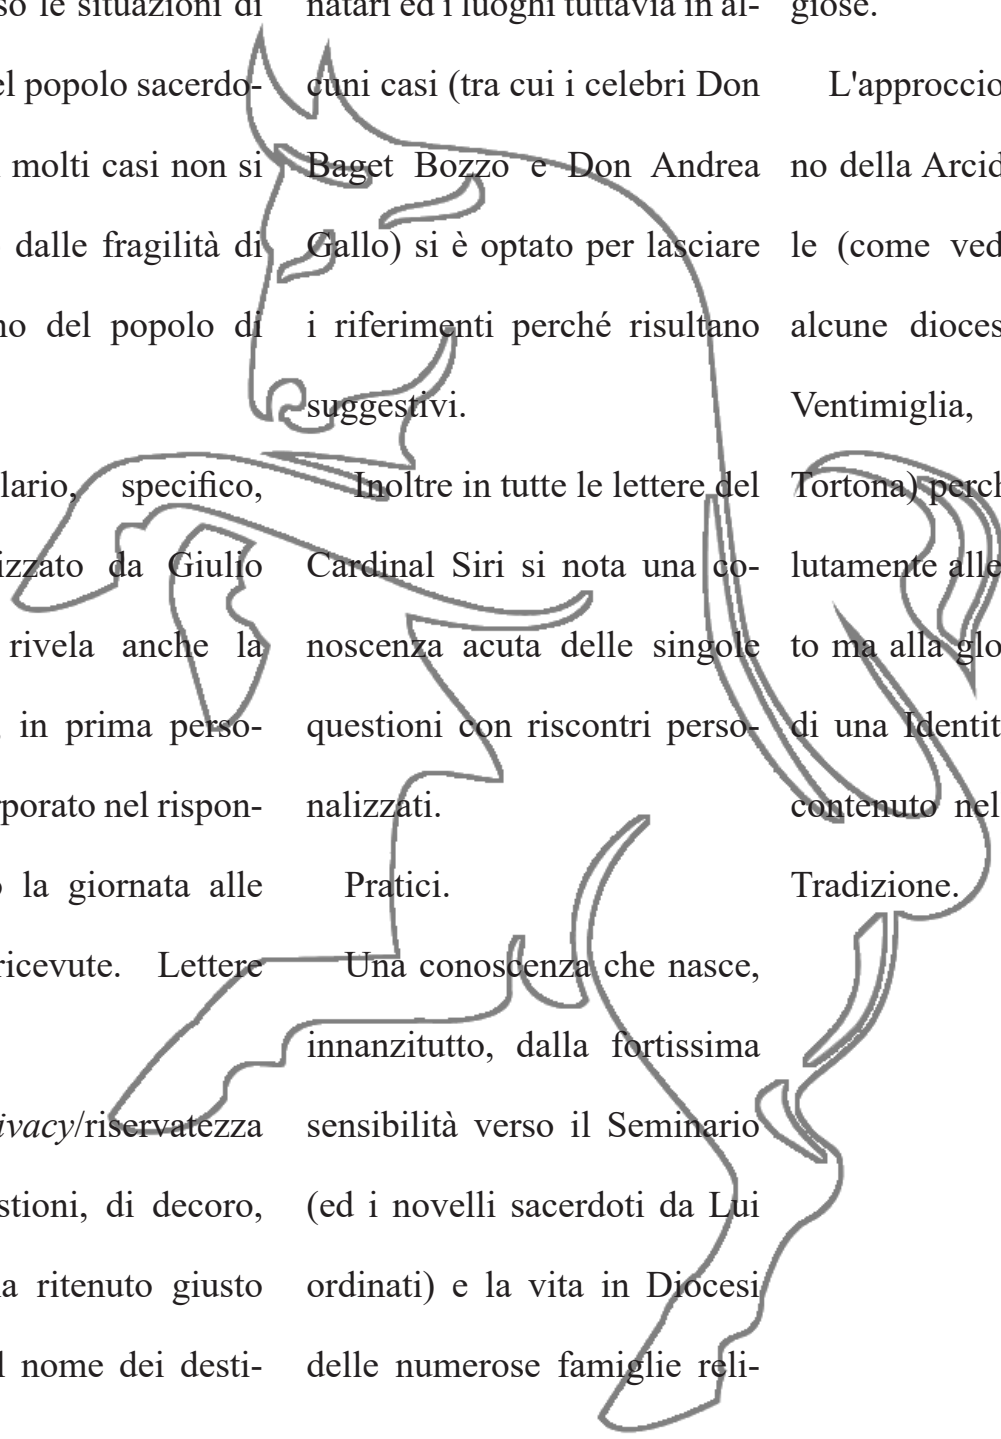 so le situazioni di
el popolo sacerdo-
molti casi non si
dalle fragilità di
no del popolo di
lario, specifico,
izzato da Giulio
rivela anche la
in prima perso-
rporato nel rispon-
la giornata alle
ricevute. Lettere
ivacy/riservatezza
stioni, di decoro,
a ritenuto giusto
l nome dei desti-
natari ed i luoghi tuttavia in al-
cuni casi (tra cui i celebri Don
Baget Bozzo e Don Andrea
Gallo) si è optato per lasciare
i riferimenti perché risultano
suggestivi.
Inoltre in tutte le lettere del
Cardinal Siri si nota una co-
noscenza acuta delle singole
questioni con riscontri perso-
nalizzati.
Pratici.
Una conoscenza che nasce,
innanzitutto, dalla fortissima
sensibilità verso il Seminario
(ed i novelli sacerdoti da Lui
ordinati) e la vita in Diocesi
delle numerose famiglie reli-
giose.
L'approccio
no della Arcid
le (come ved
alcune dioces
Ventimiglia,
Tortona) perch
lutamente alle
to ma alla glo
di una Identit
contenuto nel
Tradizione.